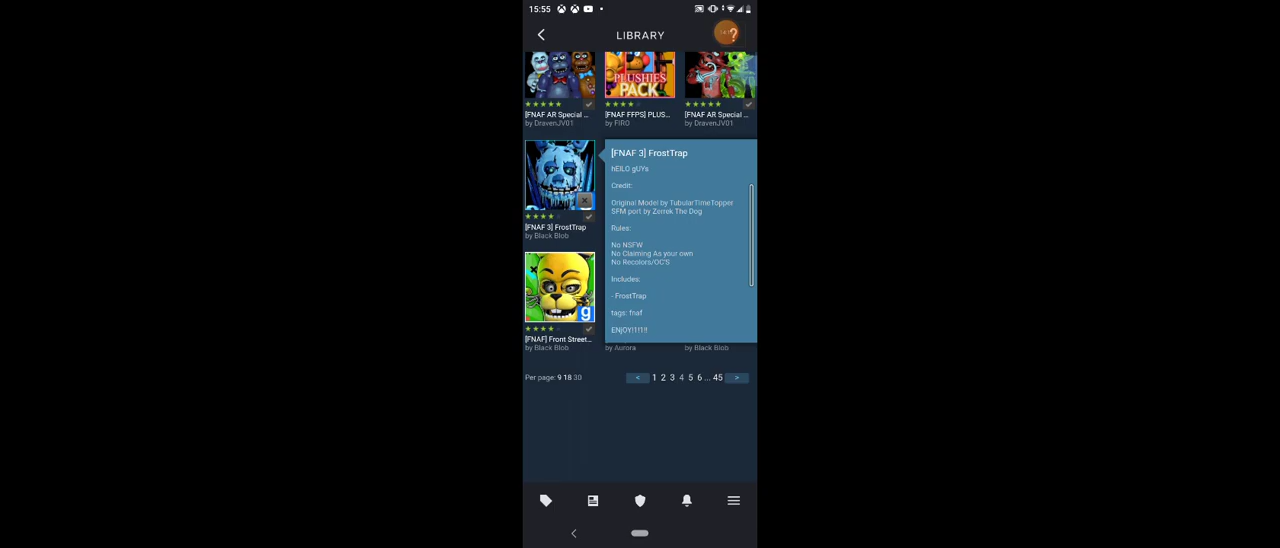 15:55
LIBRARY
PLUSHIES
PACK
[FNAF AR Special ...
by DravenJV01
[FNAF FFPS] PLUS...
by FIRO
[FNAF AR Special ...
by DravenJV01
[FNAF 3] FrostTrap
by Black Blob
[FNAF 3] FrostTrap
hElLO gUYs
Credit:
Original Model by TubularTimeTopper
SFM port by Zerrek The Dog
Rules:
No NSFW
No Claiming As your own
No Recolors/OC'S
Includes:
- FrostTrap
tags: fnaf
ENjOY!1!1!!
g
[FNAF] Front Street...
by Black Blob
by Aurora
by Black Blob
Per page: 9 18 30
< 1 2 3 4 5 6 ... 45 >